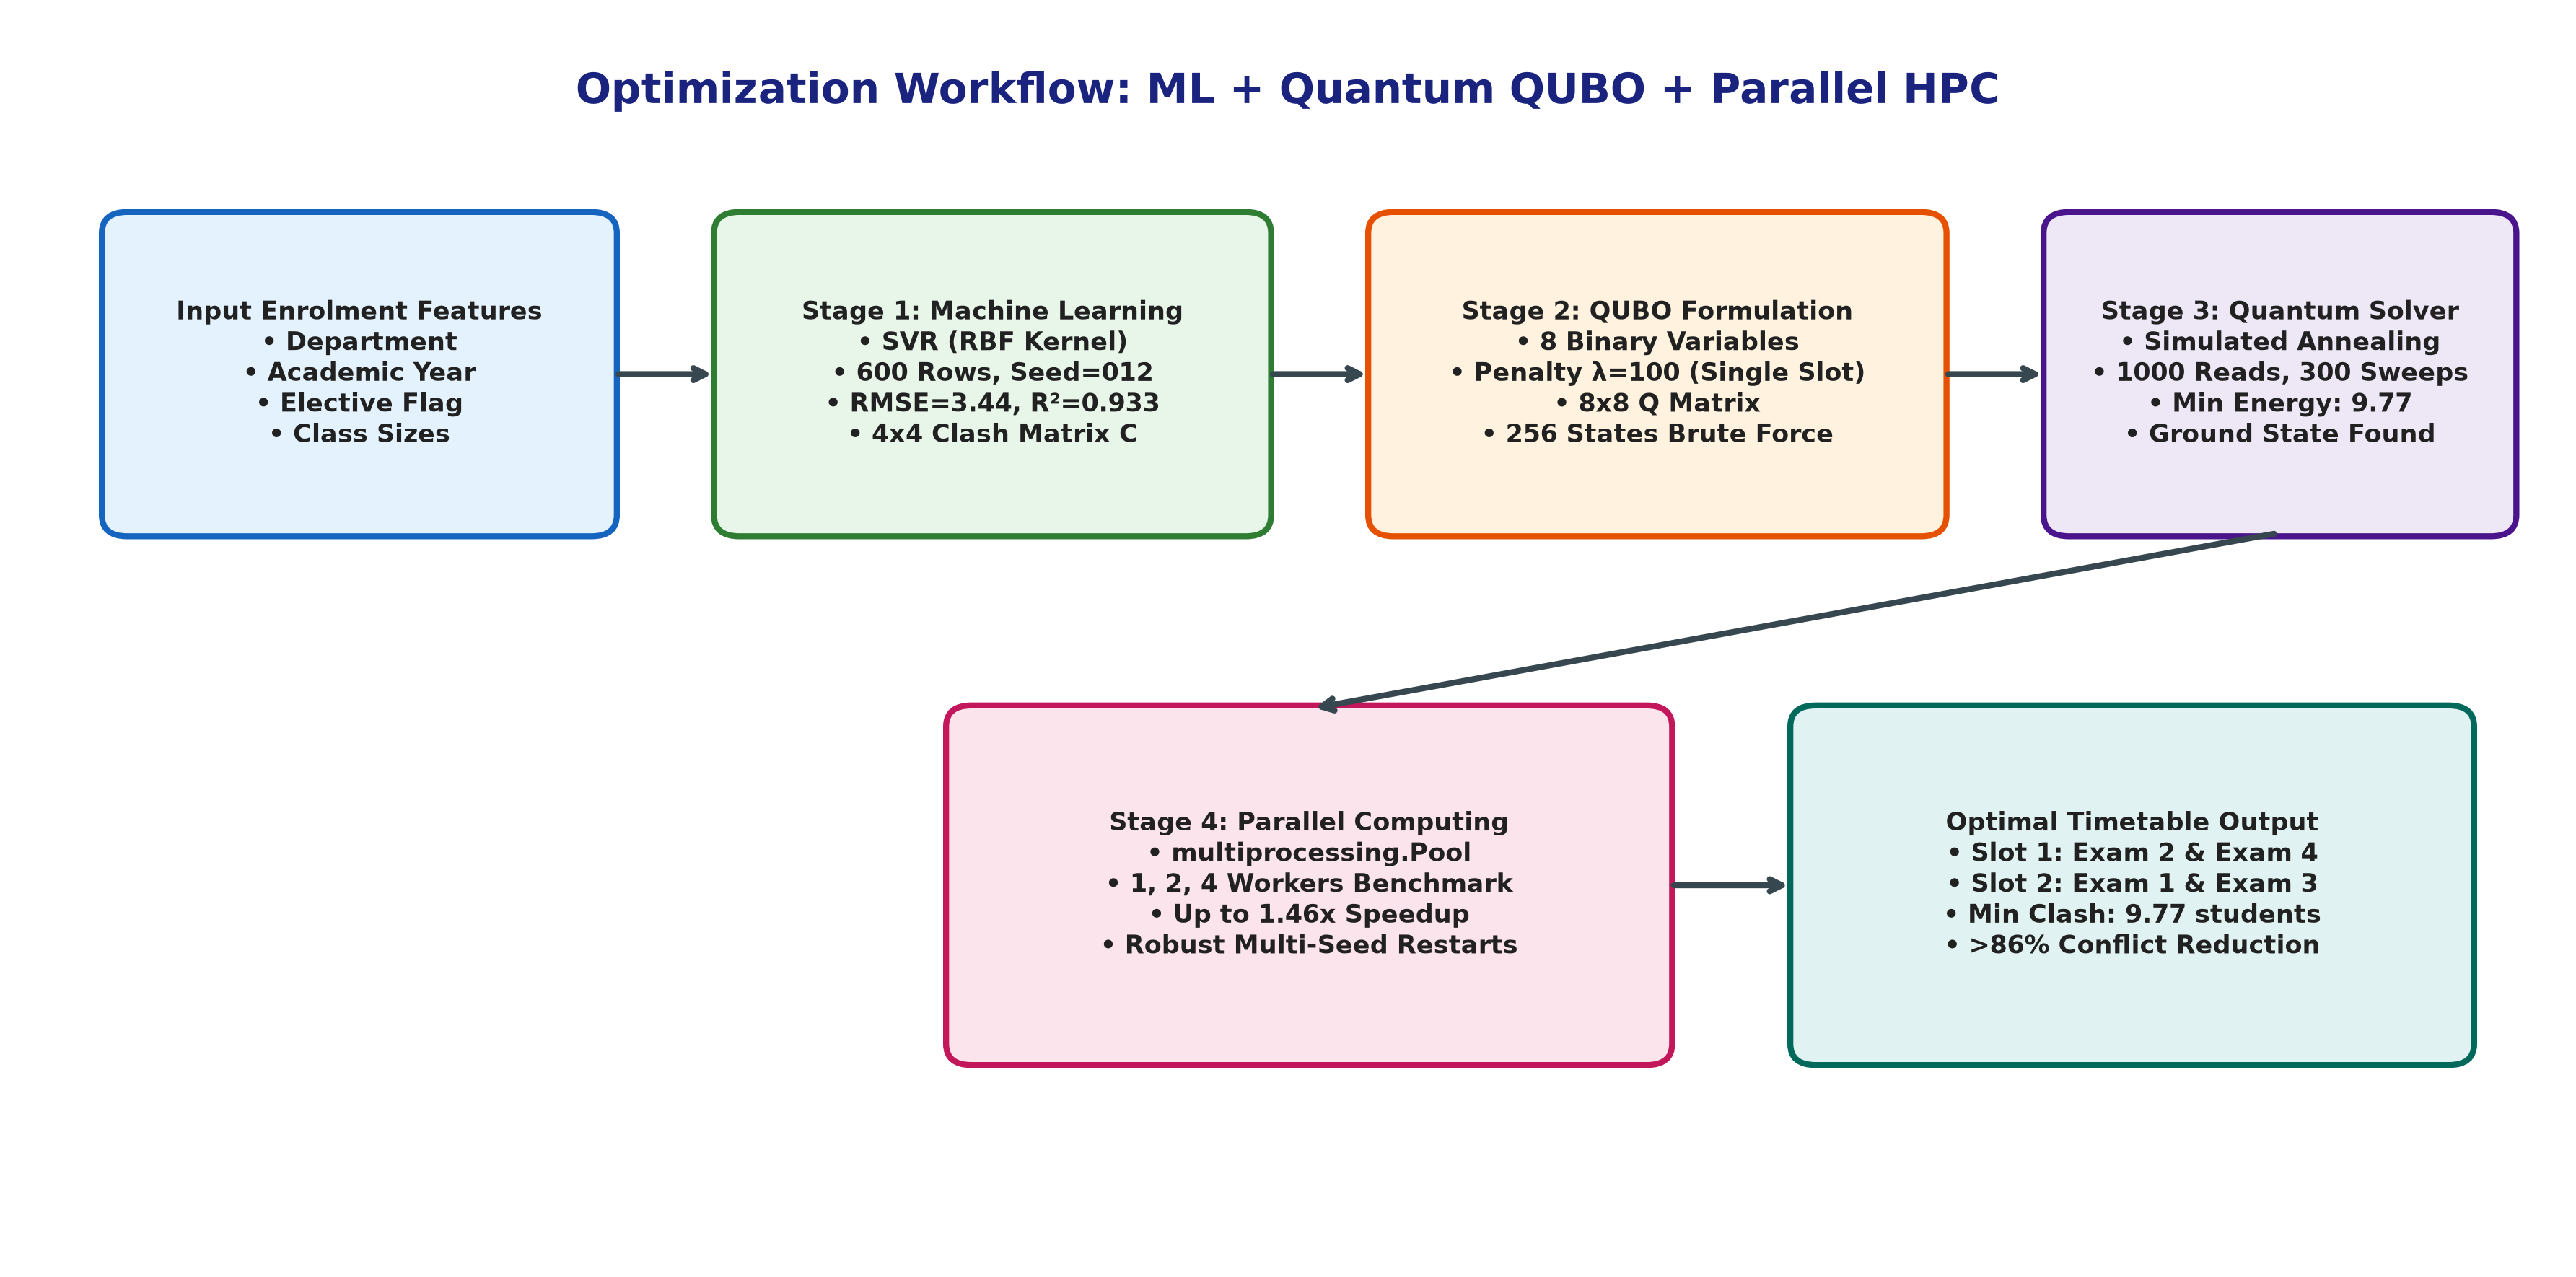 Optimization Workflow: ML + Quantum QUBO + Parallel HPC
Input Enrolment Features
• Department
• Academic Year
• Elective Flag
• Class Sizes
Stage 1: Machine Learning
• SVR (RBF Kernel)
• 600 Rows, Seed=012
• RMSE=3.44, R²=0.933
• 4x4 Clash Matrix C
Stage 2: QUBO Formulation
• 8 Binary Variables
• Penalty λ=100 (Single Slot)
• 8x8 Q Matrix
• 256 States Brute Force
Stage 3: Quantum Solver
• Simulated Annealing
• 1000 Reads, 300 Sweeps
• Min Energy: 9.77
• Ground State Found
Stage 4: Parallel Computing
• multiprocessing.Pool
• 1, 2, 4 Workers Benchmark
• Up to 1.46x Speedup
• Robust Multi-Seed Restarts
Optimal Timetable Output
• Slot 1: Exam 2 & Exam 4
• Slot 2: Exam 1 & Exam 3
• Min Clash: 9.77 students
• >86% Conflict Reduction